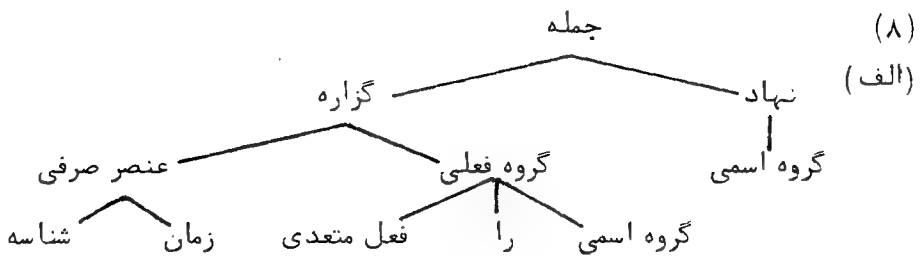 (۸) جمله
(الف) نهاد گزاره
گروه اسمی گروه فعلی عنصر صرفی
گروه اسمی را فعل متعدی زمان شناسه